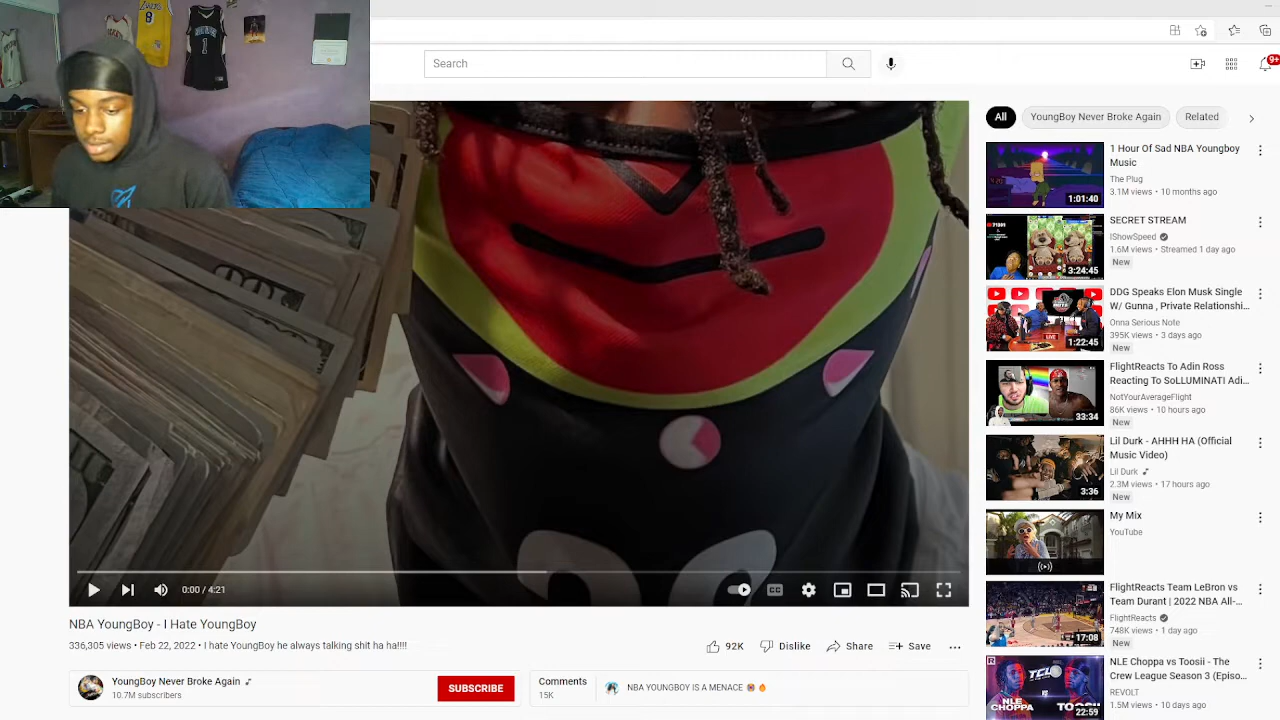 8
1
Search
9+
All
YoungBoy Never Broke Again
Related
1 Hour Of Sad NBA Youngboy
Music
The Plug
3.1M views • 10 months ago
1:01:40
SECRET STREAM
IShowSpeed
1.6M views • Streamed 1 day ago
New
3:24:45
DDG Speaks Elon Musk Single
W/ Gunna , Private Relationshi...
Onna Serious Note
395K views • 3 days ago
New
LIVE
1:22:45
FlightReacts To Adin Ross
Reacting To SoLLUMINATI Adi...
NotYourAverageFlight
86K views • 10 hours ago
New
33:34
Lil Durk - AHHH HA (Official
Music Video)
Lil Durk
2.3M views • 17 hours ago
New
3:36
My Mix
YouTube
FlightReacts Team LeBron vs
Team Durant | 2022 NBA All-...
FlightReacts
748K views • 1 day ago
New
17:08
NLE Choppa vs Toosii - The
Crew League Season 3 (Episo...
REVOLT
1.5M views • 10 days ago
R
TCL
NLE
CHOPPA
TOOSII
22:59
0:00 / 4:21
CC
NBA YoungBoy - I Hate YoungBoy
336,305 views • Feb 22, 2022 • I hate YoungBoy he always talking shit ha ha!!!!
92K
Dislike
Share
Save
YoungBoy Never Broke Again
10.7M subscribers
SUBSCRIBE
Comments
15K
NBA YOUNGBOY IS A MENACE